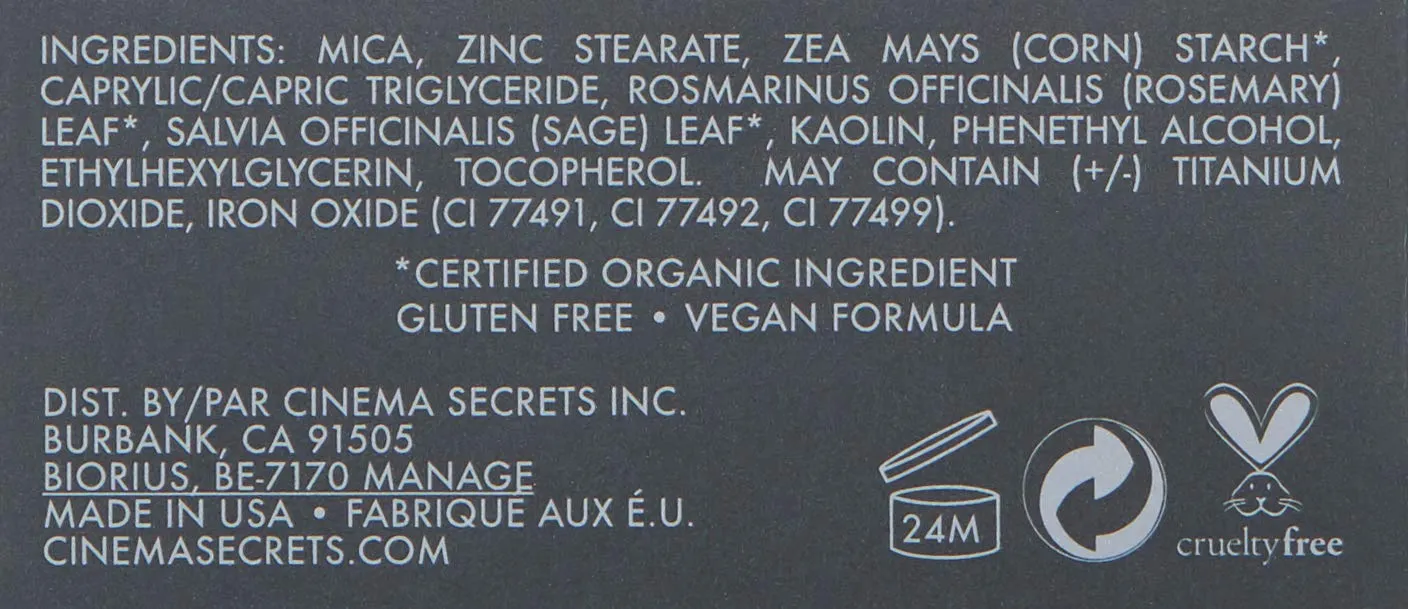 INGREDIENTS: MICA, ZINC STEARATE, ZEA MAYS (CORN) STARCH*,
CAPRYLIC/CAPRIC TRIGLYCERIDE, ROSMARINUS OFFICINALIS (ROSEMARY)
LEAF*, SALVIA OFFICINALIS (SAGE) LEAF*, KAOLIN, PHENETHYL ALCOHOL,
ETHYLHEXYLGLYCERIN, TOCOPHEROL. MAY CONTAIN (+/-) TITANIUM
DIOXIDE, IRON OXIDE (CI 77491, CI 77492, CI 77499).
*CERTIFIED ORGANIC INGREDIENT
GLUTEN FREE • VEGAN FORMULA
DIST. BY/PAR CINEMA SECRETS INC.
BURBANK, CA 91505
BIORIUS, BE-7170 MANAGE
MADE IN USA • FABRIQUÉ AUX É.U.
CINEMASECRETS.COM
24M
crueltyfree